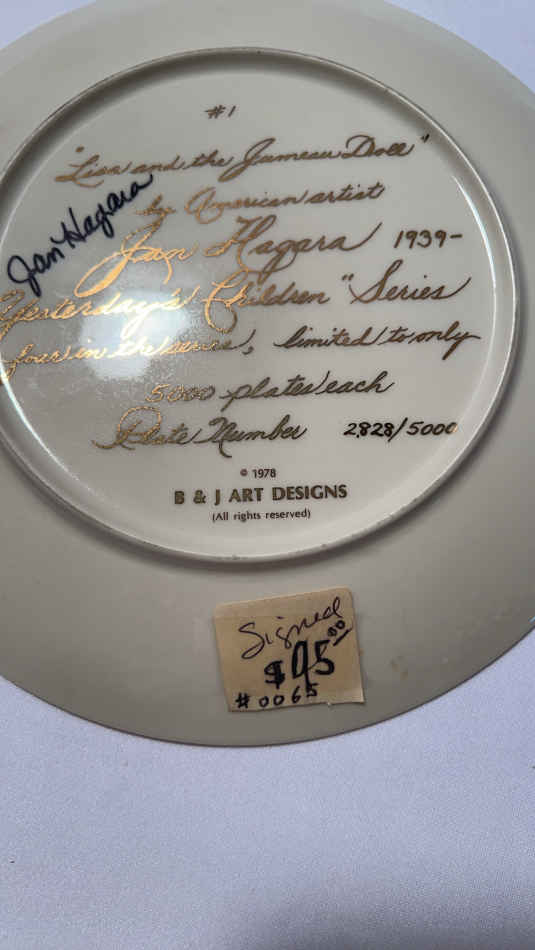 #1
"Lisa and the Jumeau Doll"
by American artist
Jan Hagara
Jan Hagara 1939-
Yesterday's Children" Series
four in the series, limited to only
5000 plates each
Plate Number 2828/5000
© 1978
B & J ART DESIGNS
(All rights reserved)
Signed
$95.00
#0065